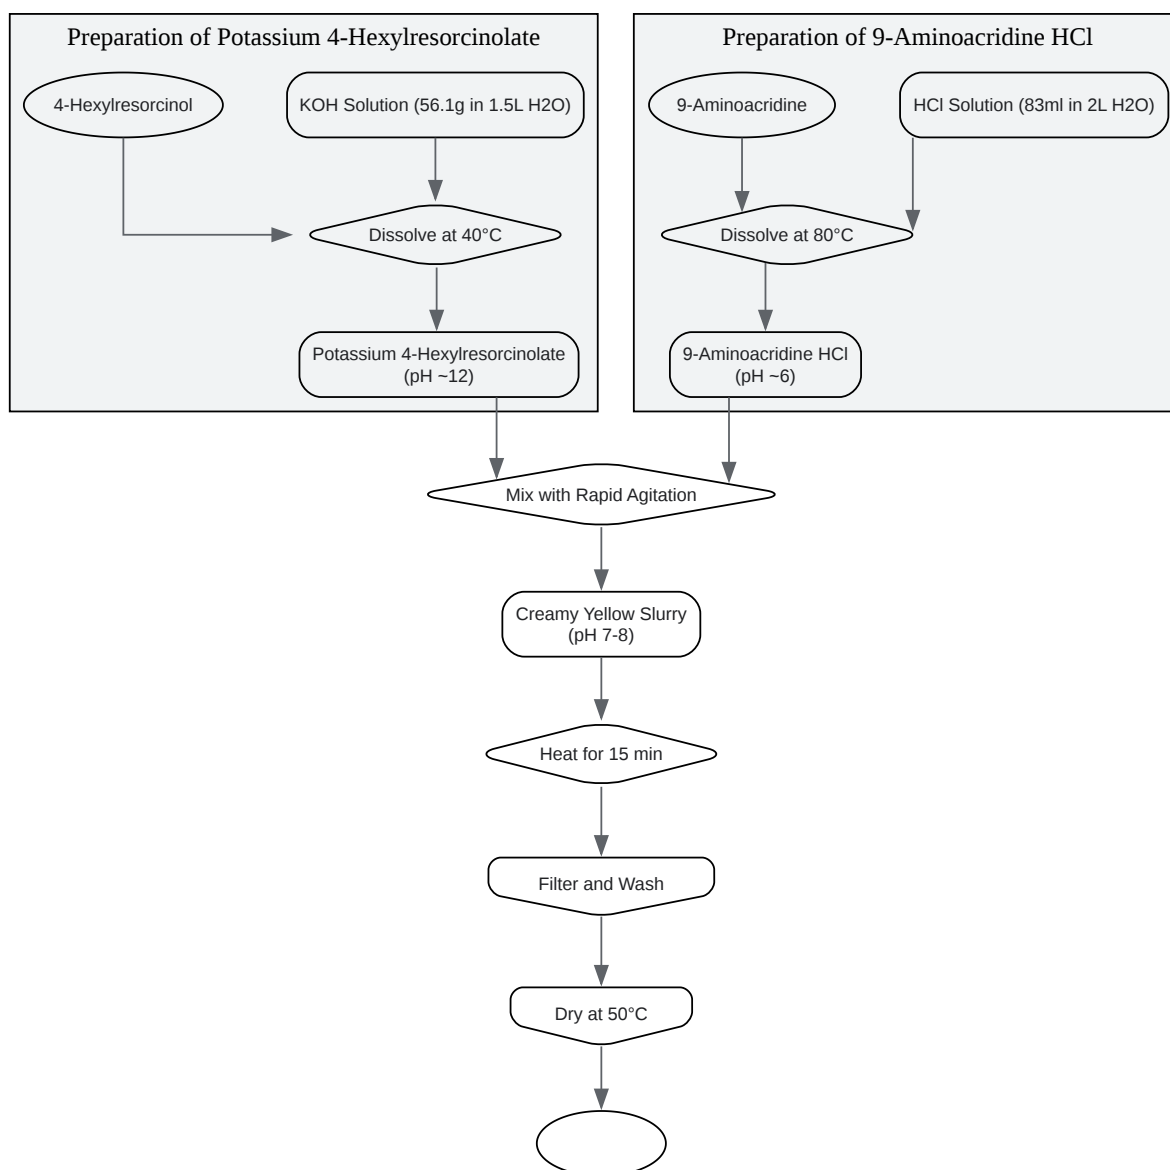 Preparation of Potassium 4-Hexylresorcinolate
4-Hexylresorcinol
KOH Solution (56.1g in 1.5L H2O)
Dissolve at 40°C
Potassium 4-Hexylresorcinolate
(pH ~12)
Preparation of 9-Aminoacridine HCl
9-Aminoacridine
HCl Solution (83ml in 2L H2O)
Dissolve at 80°C
9-Aminoacridine HCl
(pH ~6)
Mix with Rapid Agitation
Creamy Yellow Slurry
(pH 7-8)
Heat for 15 min
Filter and Wash
Dry at 50°C